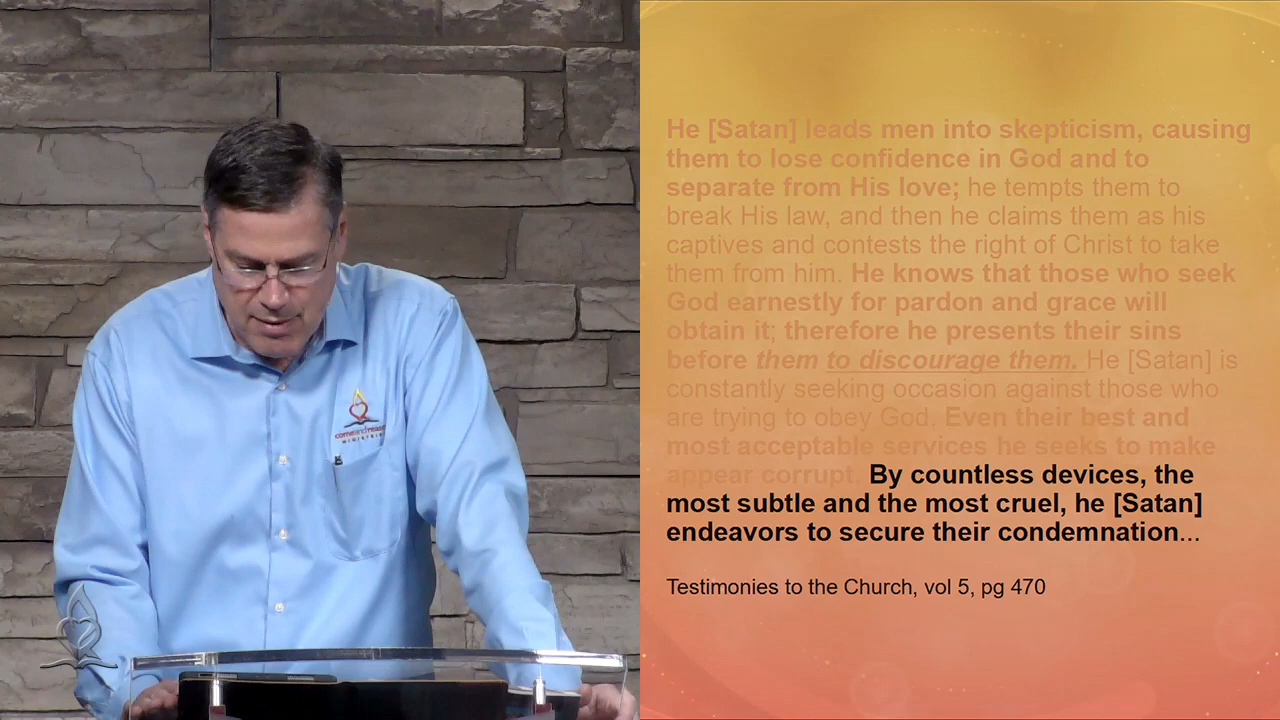 come and reason
MINISTRIES
He [Satan] leads men into skepticism, causing
them to lose confidence in God and to
separate from His love; he tempts them to
break His law, and then he claims them as his
captives and contests the right of Christ to take
them from him. He knows that those who seek
God earnestly for pardon and grace will
obtain it; therefore he presents their sins
before them to discourage them. He [Satan] is
constantly seeking occasion against those who
are trying to obey God. Even their best and
most acceptable services he seeks to make
appear corrupt. By countless devices, the
most subtle and the most cruel, he [Satan]
endeavors to secure their condemnation...
Testimonies to the Church, vol 5, pg 470